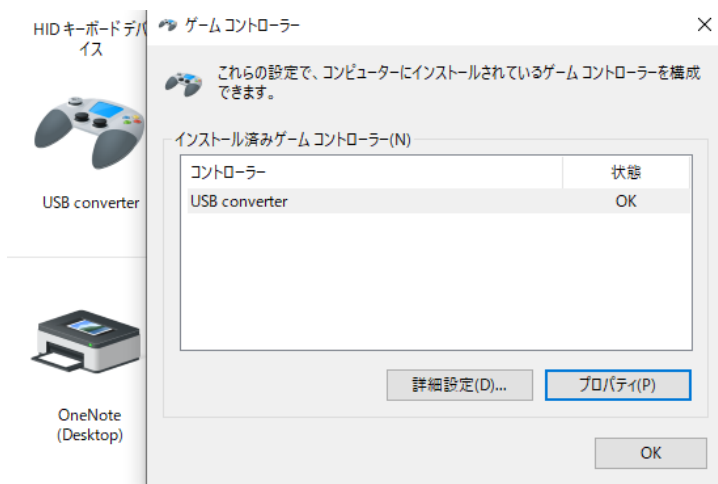 HID キーボード デバ
イス
USB converter
OneNote
(Desktop)
ゲーム コントローラー
これらの設定で、コンピューターにインストールされているゲーム コントローラーを構成
できます。
インストール済みゲーム コントローラー(N)
コントローラー 状態
USB converter OK
詳細設定(D)... プロパティ(P)
OK